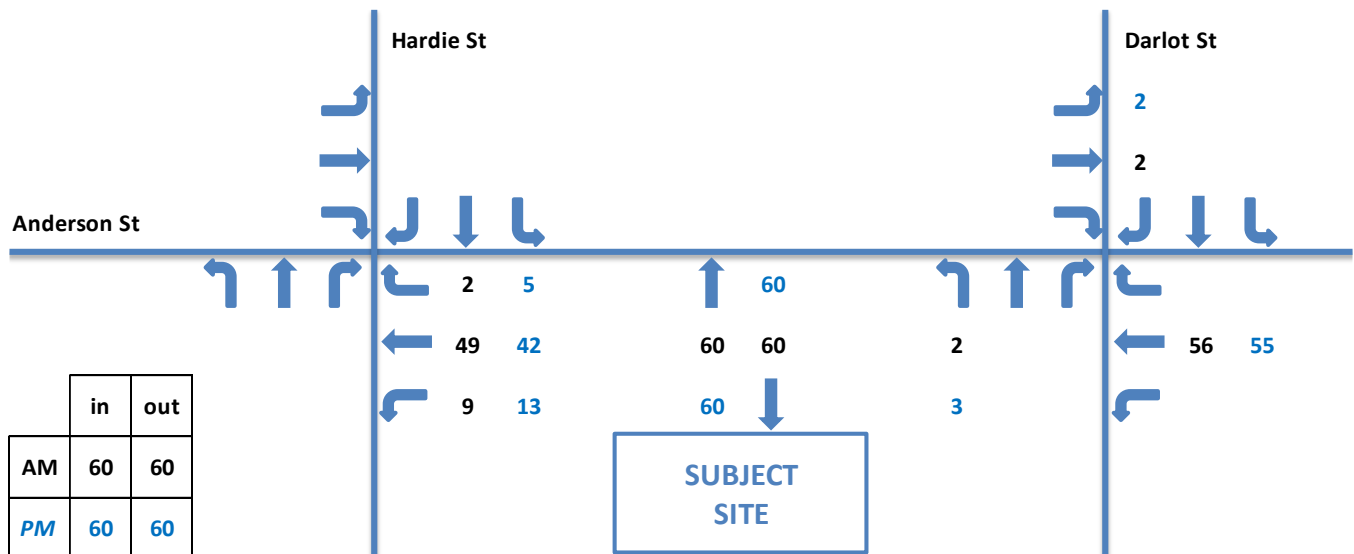 Hardie St
Darlot St
2
2
Anderson St
2 5
60
49 42
60 60
2
56 55
9 13
60
3
in out
AM 60 60
PM 60 60
SUBJECT
SITE